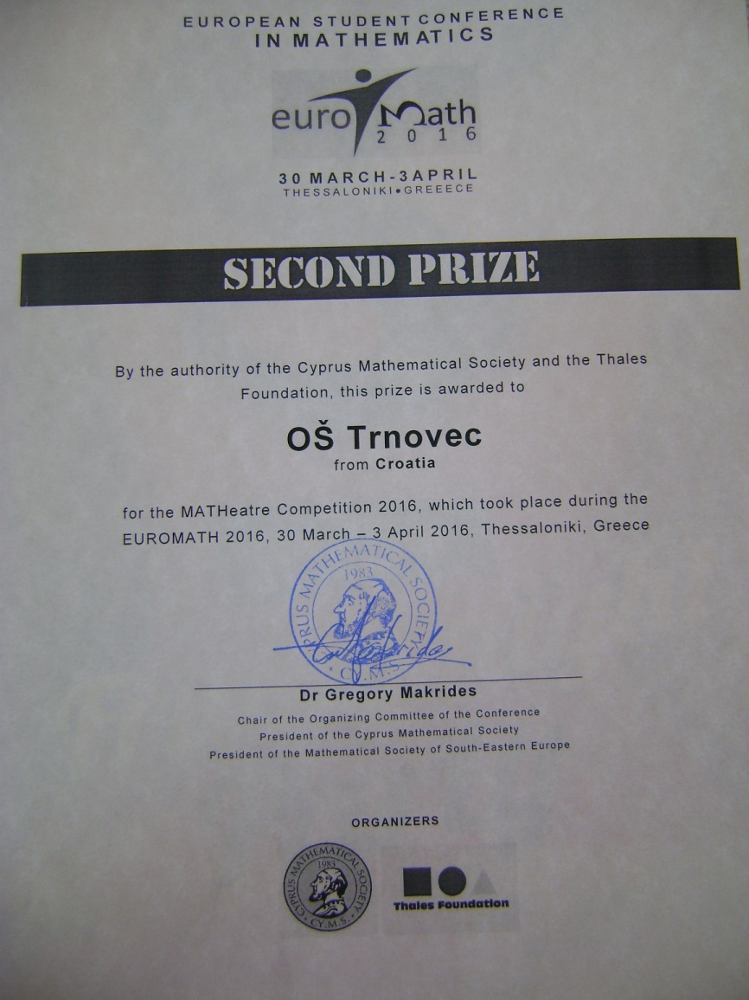 EUROPEAN STUDENT CONFERENCE
IN MATHEMATICS
euro Math
2016
30 MARCH-3APRIL
THESSALONIKI•GREEECE
SECOND PRIZE
By the authority of the Cyprus Mathematical Society and the Thales
Foundation, this prize is awarded to
OŠ Trnovec
from Croatia
for the MATHeatre Competition 2016, which took place during the
EUROMATH 2016, 30 March – 3 April 2016, Thessaloniki, Greece
CYPRUS MATHEMATICAL SOCIETY
1983
CY.M.S.
Dr Gregory Makrides
Chair of the Organizing Committee of the Conference
President of the Cyprus Mathematical Society
President of the Mathematical Society of South-Eastern Europe
ORGANIZERS
CYPRUS MATHEMATICAL SOCIETY
1983
CY.M.S.
Thales Foundation